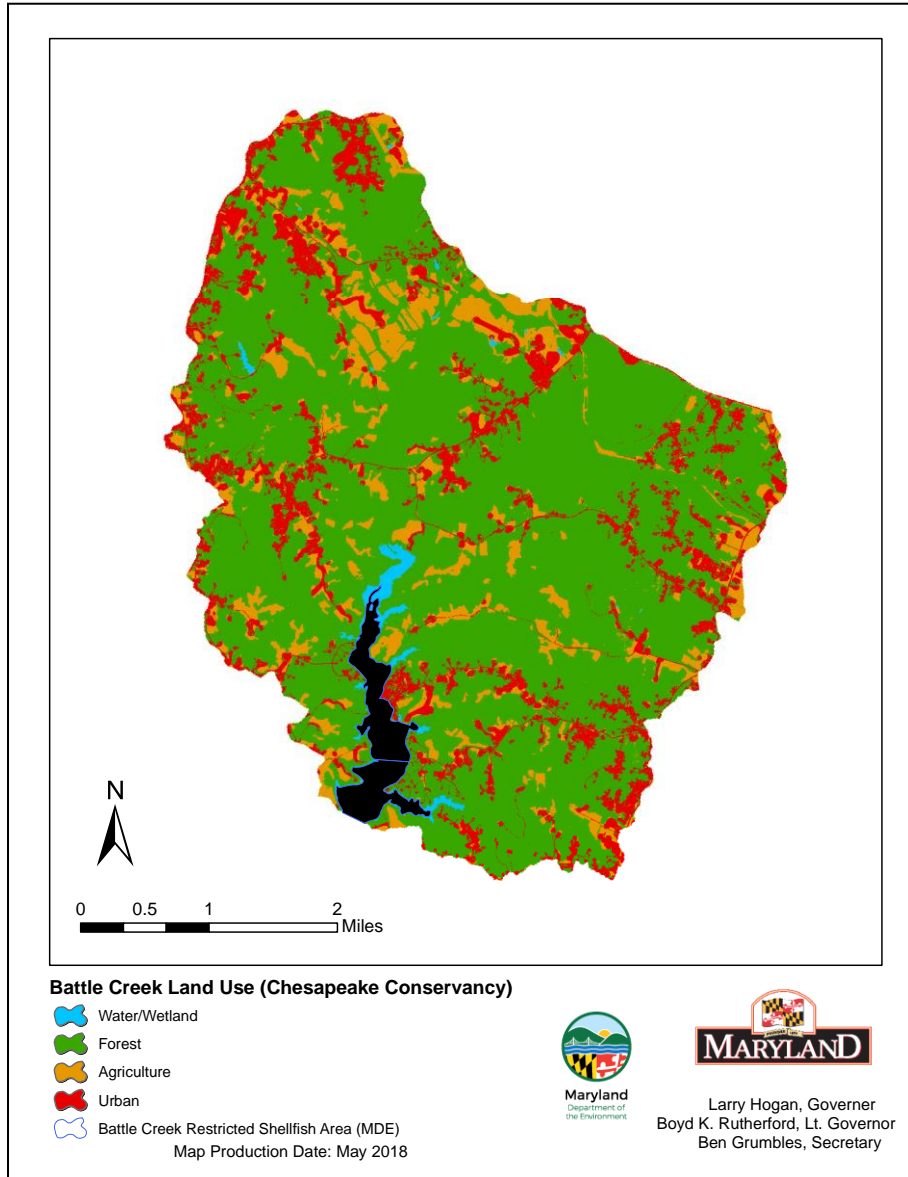 N
0 0.5 1 2
Miles
Battle Creek Land Use (Chesapeake Conservancy)
Water/Wetland
Forest
Agriculture
Urban
Battle Creek Restricted Shellfish Area (MDE)
Map Production Date: May 2018
Maryland
Department of
the Environment
MARYLAND
Larry Hogan, Governer
Boyd K. Rutherford, Lt. Governor
Ben Grumbles, Secretary